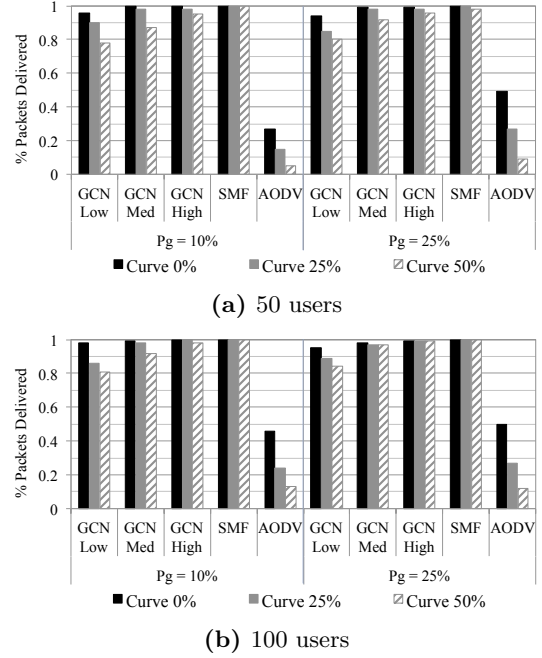 1
0.8
0.6
0.4
0.2
0
% Packets Delivered
GCN Low GCN Med GCN High SMF AODV GCN Low GCN Med GCN High SMF AODV
Pg = 10% Pg = 25%
Curve 0% Curve 25% Curve 50%
(a) 50 users
1
0.8
0.6
0.4
0.2
0
% Packets Delivered
GCN Low GCN Med GCN High SMF AODV GCN Low GCN Med GCN High SMF AODV
Pg = 10% Pg = 25%
Curve 0% Curve 25% Curve 50%
(b) 100 users